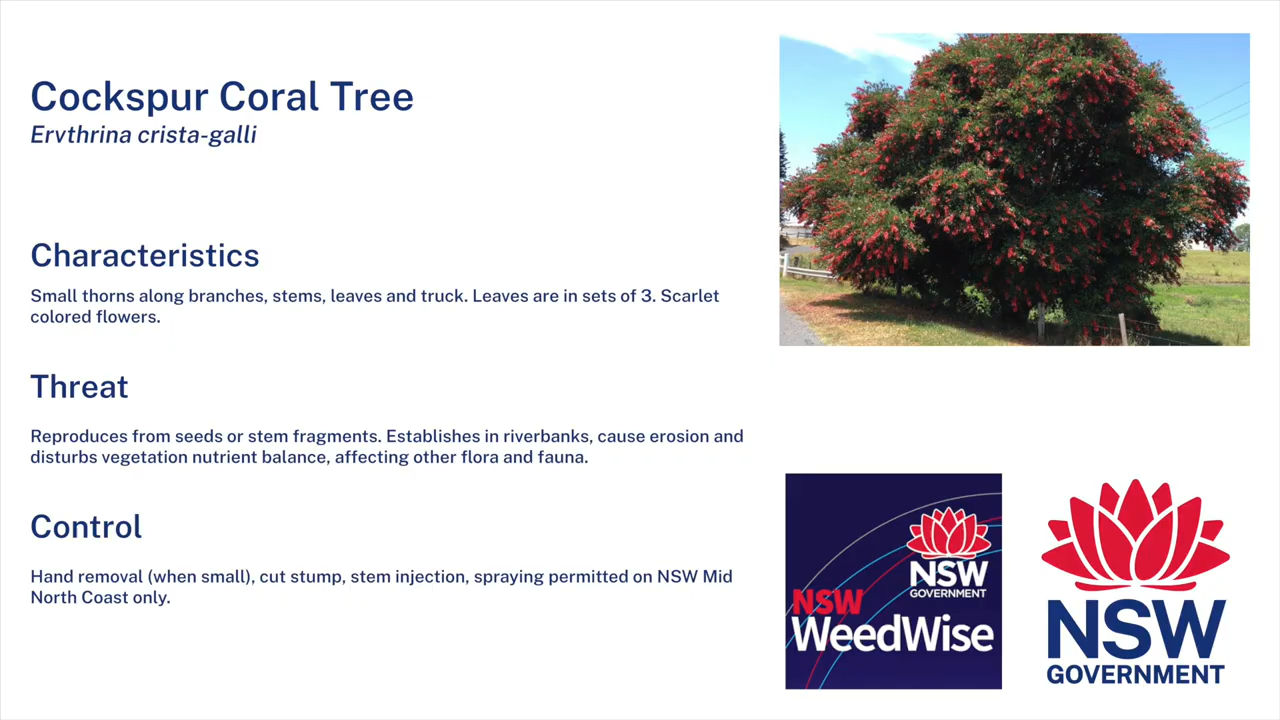 Cockspur Coral Tree
Ervthrina crista-galli
Characteristics
Small thorns along branches, stems, leaves and truck. Leaves are in sets of 3. Scarlet
colored flowers.
Threat
Reproduces from seeds or stem fragments. Establishes in riverbanks, cause erosion and
disturbs vegetation nutrient balance, affecting other flora and fauna.
Control
Hand removal (when small), cut stump, stem injection, spraying permitted on NSW Mid
North Coast only.
NSW
GOVERNMENT
NSW
WeedWise
NSW
GOVERNMENT